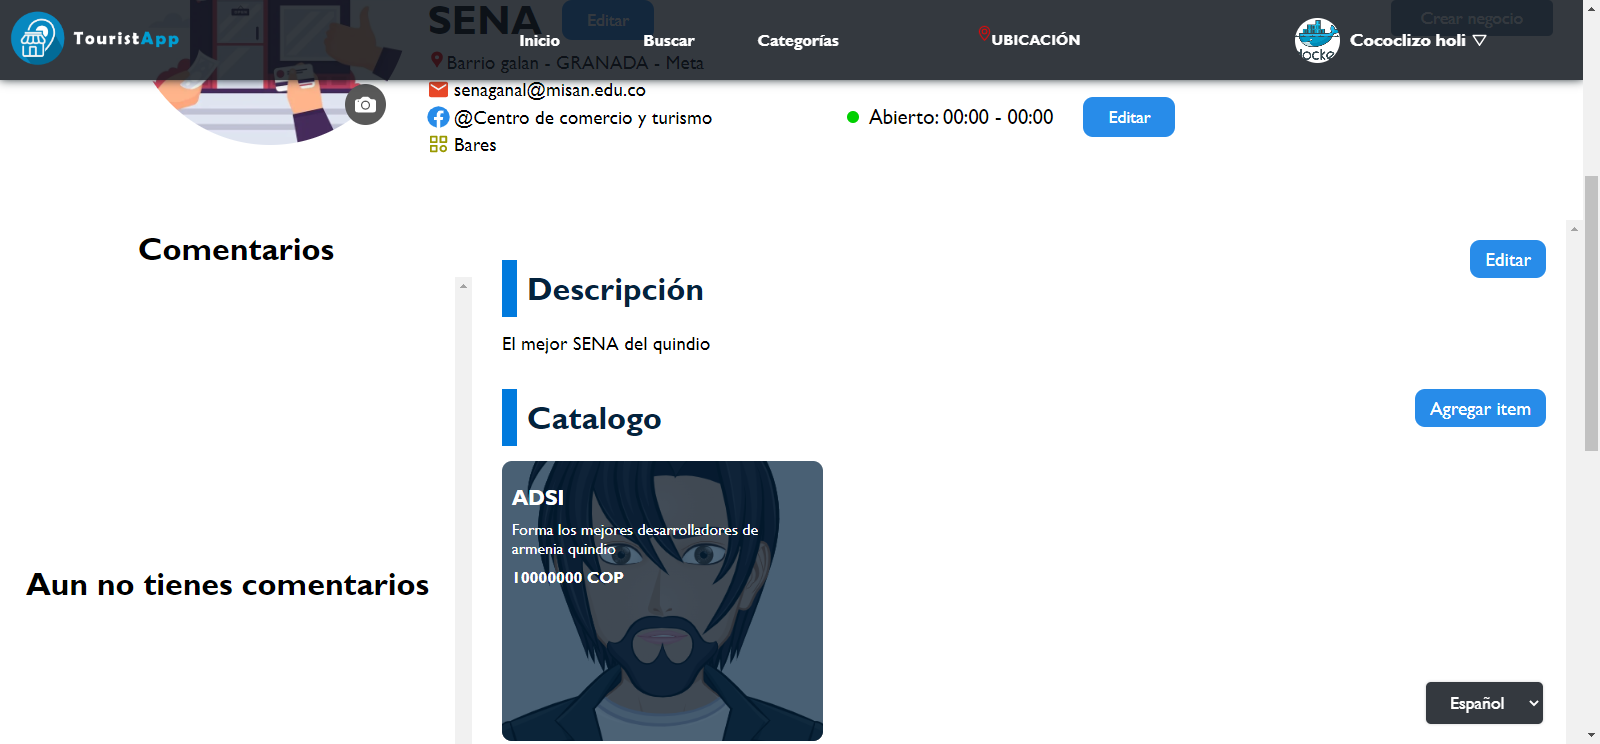 TouristApp
Inicio
Buscar
Categorías
UBICACIÓN
Cococlizo holi
Crear negocio
SENA
Editar
Barrio galan - GRANADA - Meta
senaganal@misan.edu.co
@Centro de comercio y turismo
Bares
Abierto: 00:00 - 00:00
Editar
Comentarios
Aun no tienes comentarios
Editar
Descripción
El mejor SENA del quindio
Catalogo
Agregar item
ADSI
Forma los mejores desarrolladores de
armenia quindio
10000000 COP
Español